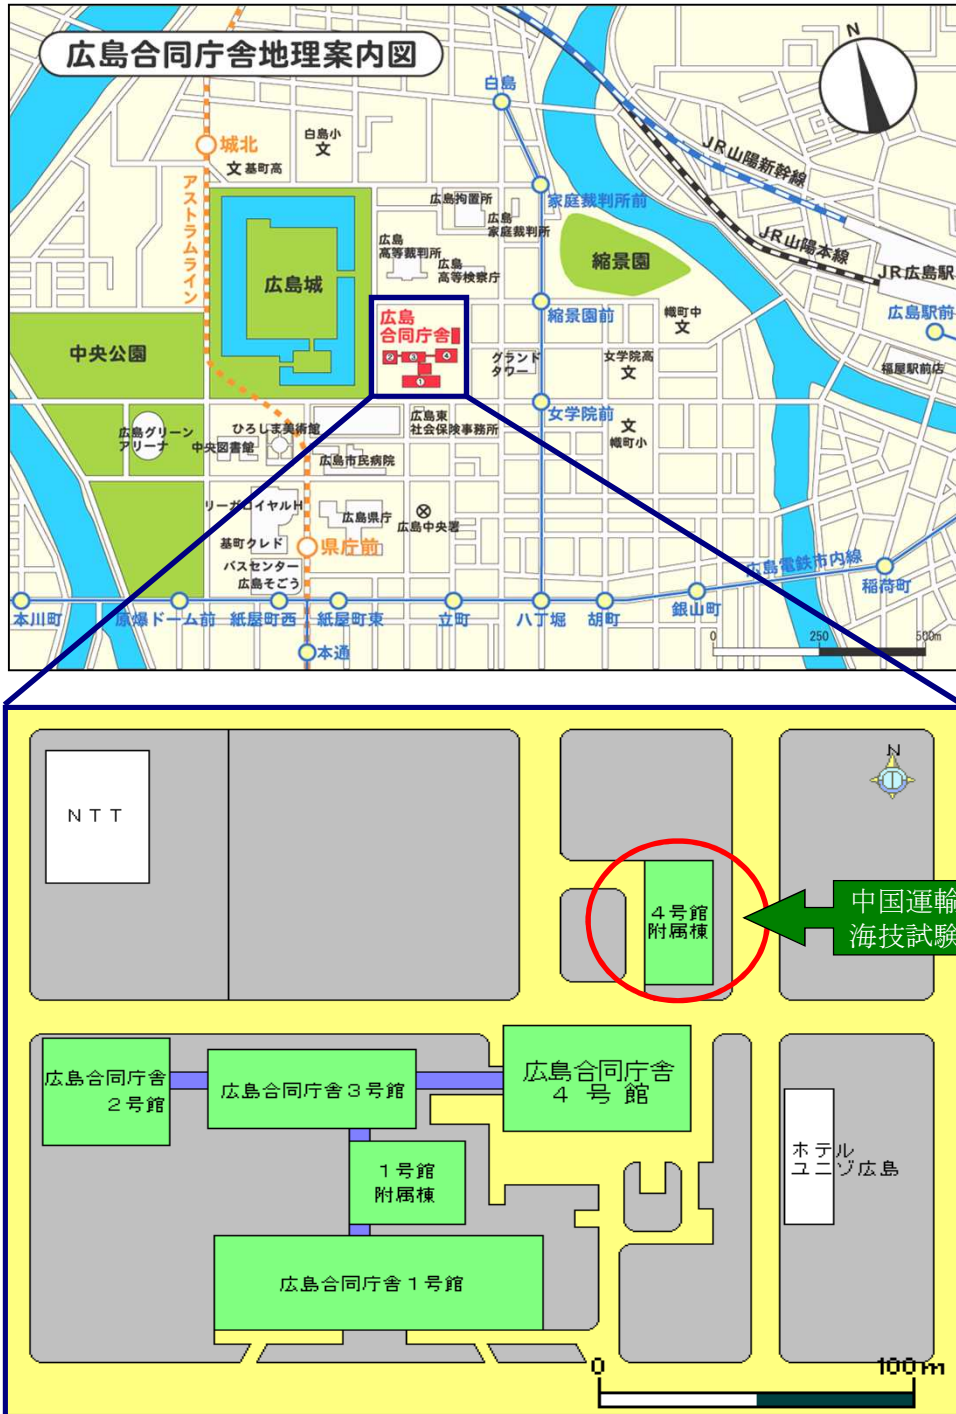 広島合同庁舎地理案内図
N
白島
城北
白島小
文
文 基町高
JR山陽新幹線
アストラムライン
広島拘置所
家庭裁判所前
広島
家庭裁判所
広島
高等裁判所
JR山陽本線
縮景園
広島
高等検察庁
JR広島駅
広島城
広島
合同庁舎
縮景園前
幟町中
文
広島駅前
中央公園
2
3
4
1
グランド
タワー
女学院高
文
福屋駅前店
女学院前
広島東
社会保険事務所
広島グリーン
アリーナ
ひろしま美術館
中央図書館
文
幟町小
広島市民病院
リーガロイヤルH
広島県庁
広島中央署
基町クレド
県庁前
バスセンター
広島そごう
広島電鉄市内線
稲荷町
本川町
原爆ドーム前
紙屋町西
紙屋町東
立町
八丁堀
胡町
銀山町
0
250
500m
本通
N
NTT
4号館
附属棟
中国運輸
海技試験
広島合同庁舎
2号館
広島合同庁舎3号館
広島合同庁舎
4号館
1号館
附属棟
ホテル
ユニゾ広島
広島合同庁舎1号館
0
100m